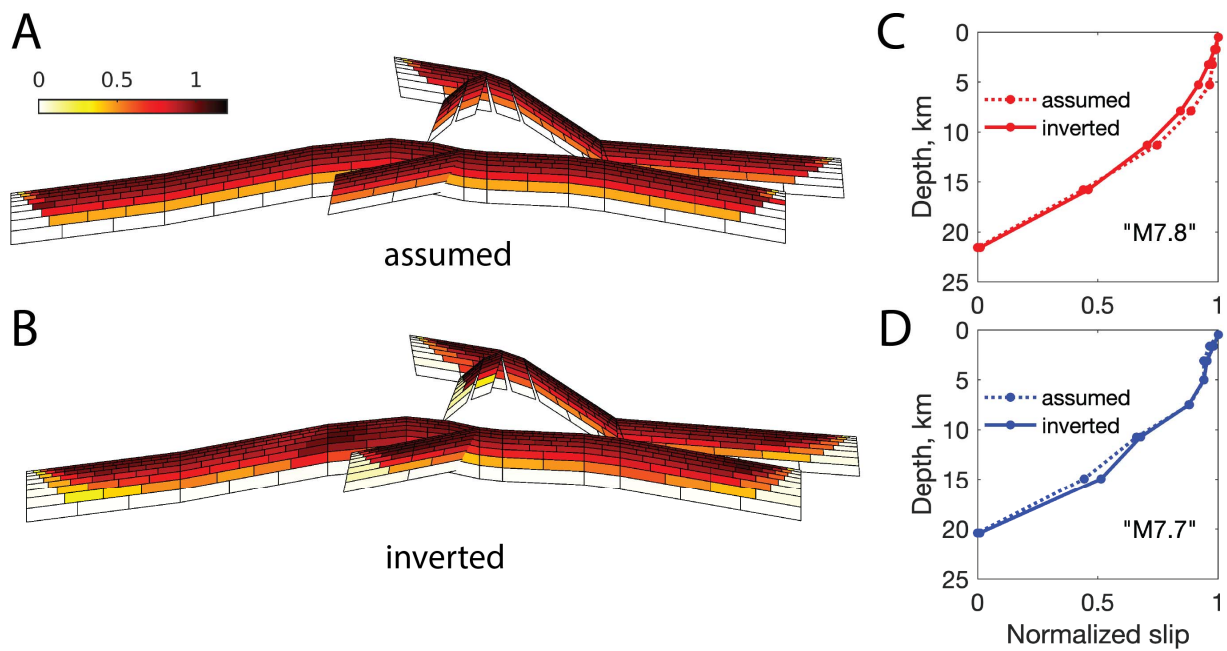 A
0 0.5 1
assumed
B
inverted
C
0
5
10
15
20
25
Depth, km
assumed
inverted
"M7.8"
0 0.5 1
D
0
5
10
15
20
25
Depth, km
assumed
inverted
"M7.7"
0 0.5 1
Normalized slip